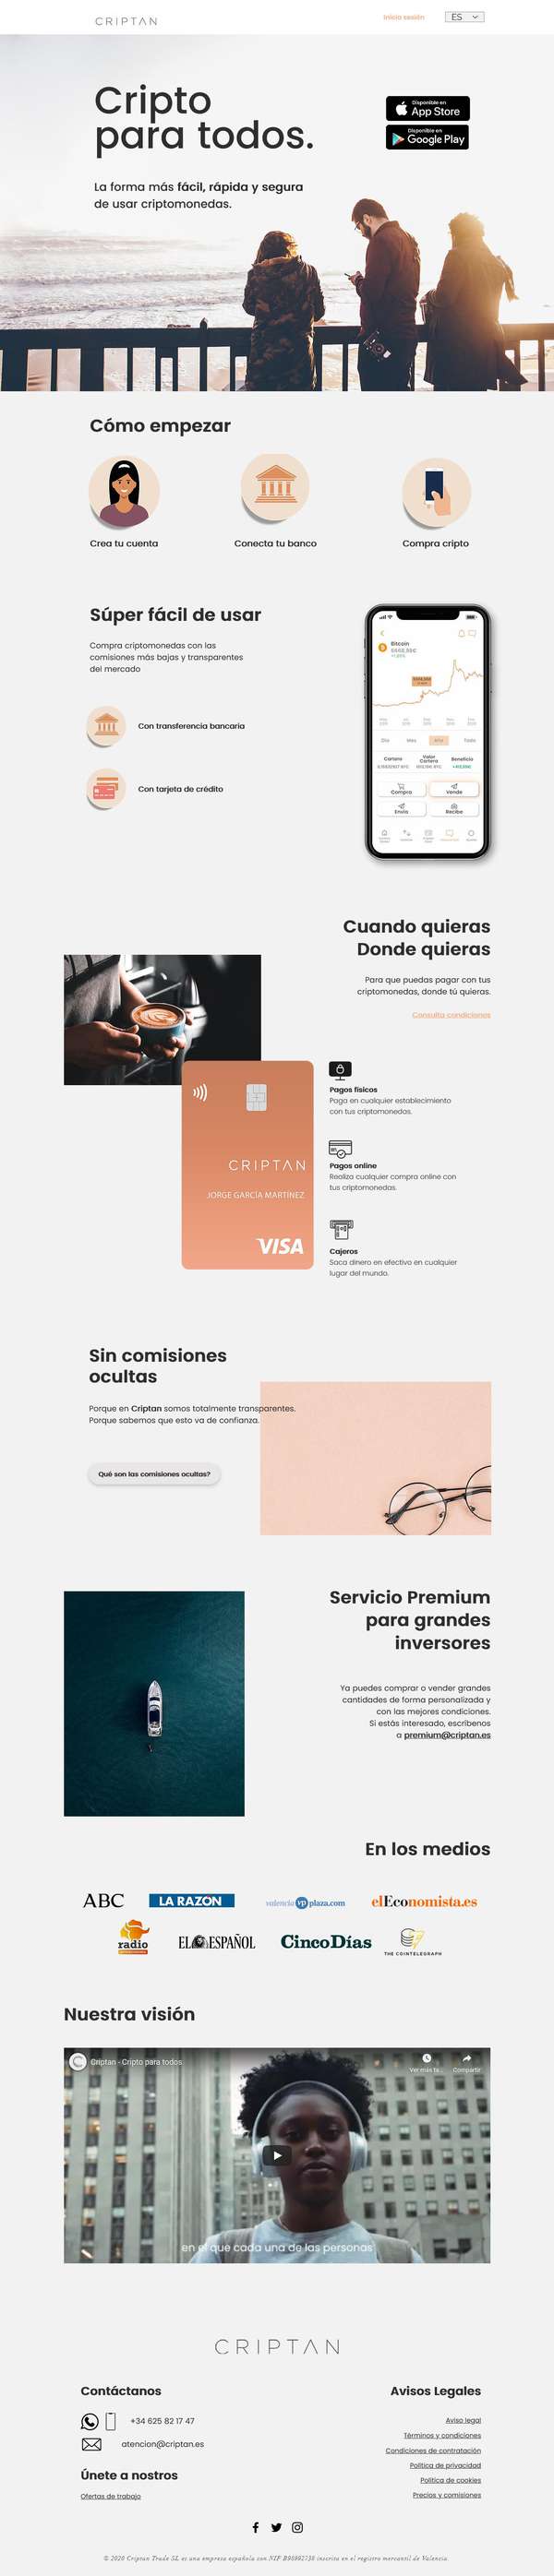 CRIPTAN
Inicio sesión
ES
Cripto
para todos.
Disponible en
App Store
Disponible en
Google Play
La forma más fácil, rápida y segura
de usar criptomonedas.
Cómo empezar
Crea tu cuenta
Conecta tu banco
Compra cripto
Súper fácil de usar
Compra criptomonedas con las
comisiones más bajas y transparentes
del mercado
Con transferencia bancaria
Con tarjeta de crédito
Bitcoin
Día
Mes
Año
Todo
Cartera
Valor
Cartera
Beneficio
Compra
Vende
Envía
Recibe
Cuando quieras
Donde quieras
Para que puedas pagar con tus
criptomonedas, donde tú quieras.
Consulta condiciones
CRIPTAN
JORGE GARCÍA MARTÍNEZ
VISA
Pagos físicos
Paga en cualquier establecimiento
con tus criptomonedas.
Pagos online
Realiza cualquier compra online con
tus criptomonedas.
Cajeros
Saca dinero en efectivo en cualquier
lugar del mundo.
Sin comisiones
ocultas
Porque en Criptan somos totalmente transparentes.
Porque sabemos que esto va de confianza.
Qué son las comisiones ocultas?
Servicio Premium
para grandes
inversores
Ya puedes comprar o vender grandes
cantidades de forma personalizada y
con las mejores condiciones.
Si estás interesado, escríbenos
a premium@criptan.es
En los medios
ABC
LA RAZÓN
valencia vp plaza.com
elEconomista.es
radio
EL ESPAÑOL
CincoDías
THE COINTELEGRAPH
Nuestra visión
Criptan - Cripto para todos
Ver más ta...
Compartir
en el que cada una de las personas
CRIPTAN
Contáctanos
+34 625 82 17 47
atencion@criptan.es
Únete a nostros
Ofertas de trabajo
Avisos Legales
Aviso legal
Términos y condiciones
Condiciones de contratación
Política de privacidad
Política de cookies
Precios y comisiones
© 2020 Criptan Trade SL es una empresa española con NIF B98992738 inscrita en el registro mercantil de Valencia.